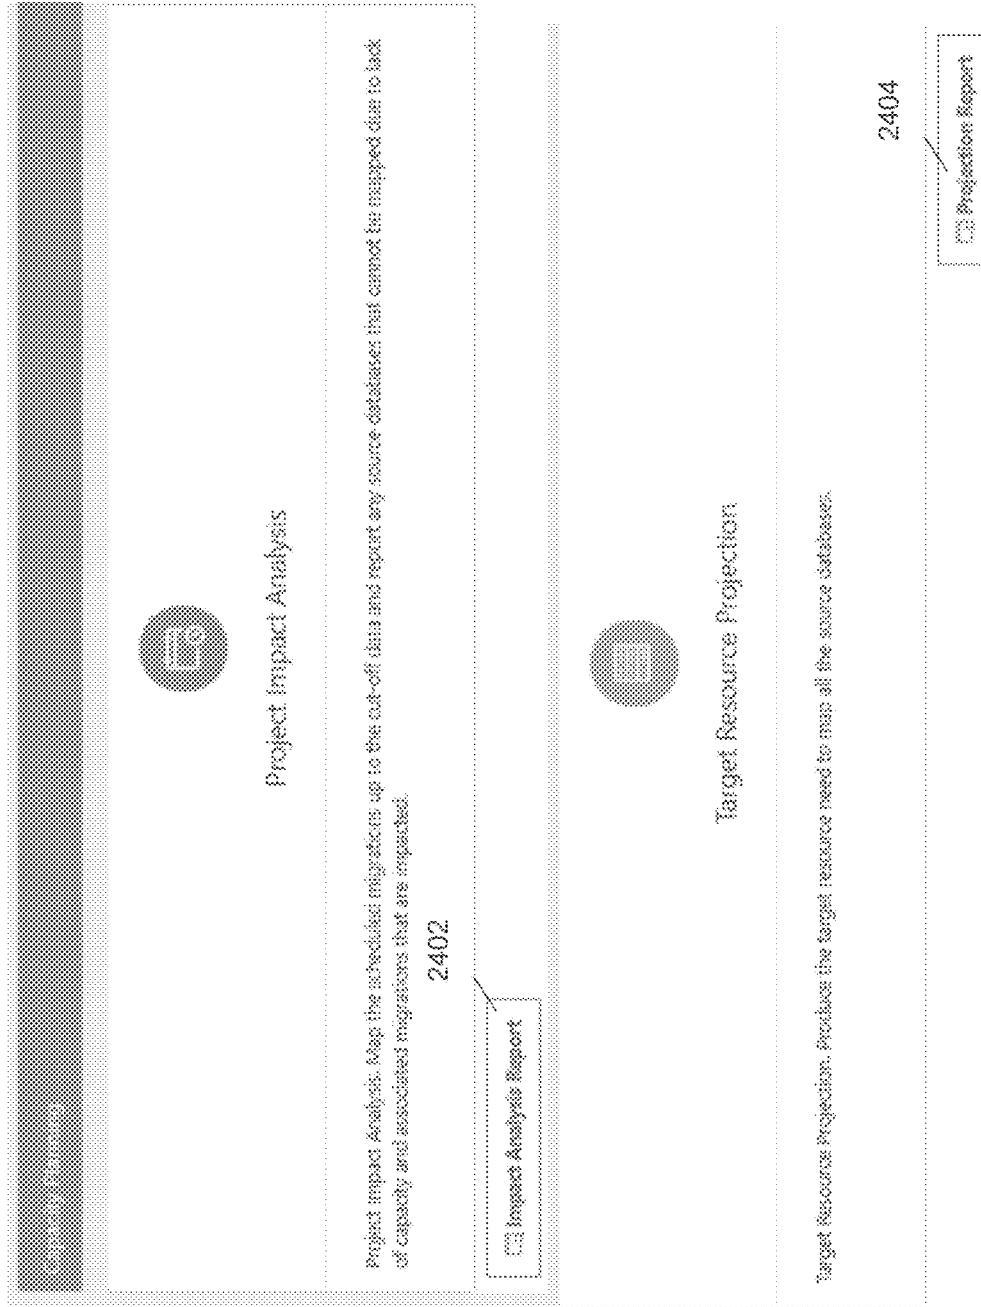 Project Impact Analysis
Project Impact Analysis. Map the scheduled migrations up to the cut-off data and report any source databases that cannot be mapped due to lack
of capacity and associated migrations that are impacted.
2402
Impact Analysis Report
Target Resource Projection
Target Resource Projection. Produce the target resource need to map all the source databases.
2404
Projection Report